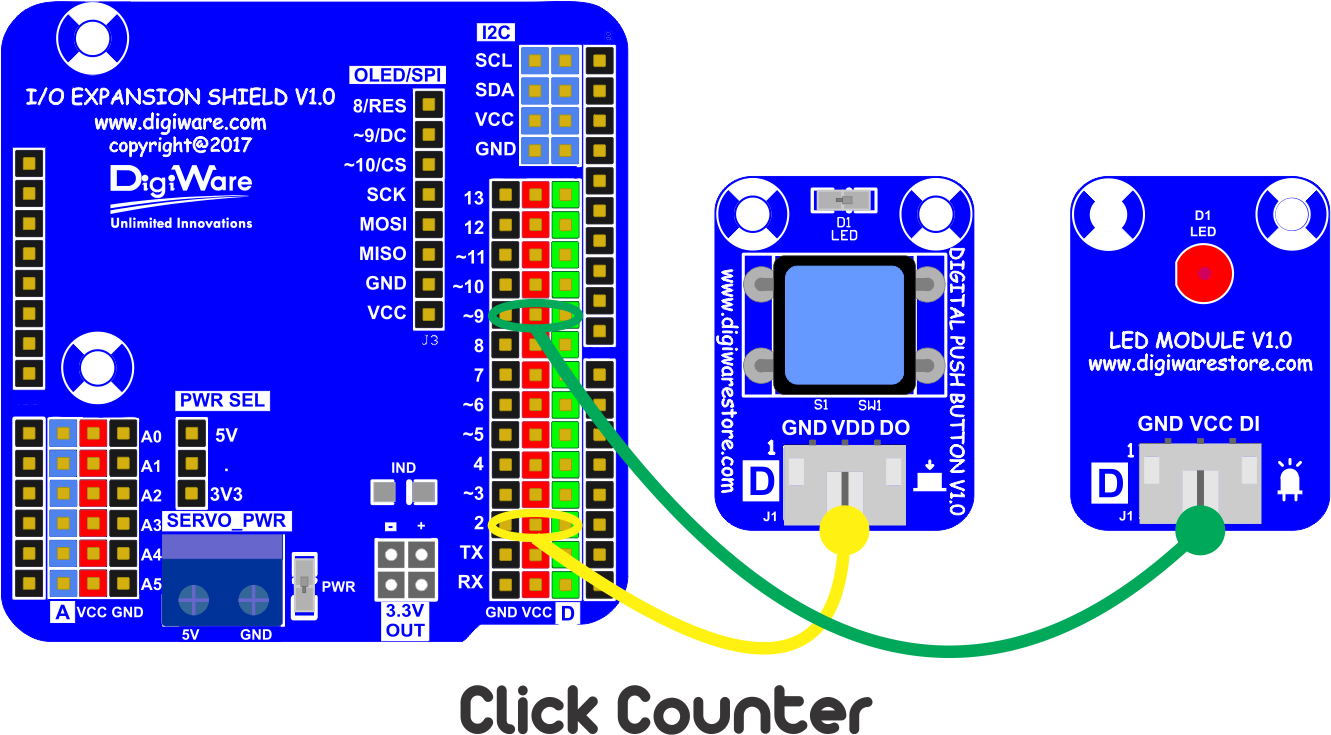 I/O EXPANSION SHIELD V1.0
www.digiware.com
copyright@2017
DigiWare
Unlimited Innovations
OLED/SPI
8/RES
~9/DC
~10/CS
SCK
MOSI
MISO
GND
VCC
J3
I2C
SCL
SDA
VCC
GND
13
12
~11
~10
~9
8
7
~6
~5
4
~3
2
TX
RX
GND VCC D
PWR SEL
5V
.
3V3
A0
A1
A2
A3
A4
A5
A VCC GND
SERVO_PWR
5V GND
PWR
IND
- +
3.3V
OUT
D1
LED
www.digiwarestore.com
DIGITAL PUSH BUTTON V1.0
S1 SW1
GND VDD DO
1
D
J1
D1
LED
LED MODULE V1.0
www.digiwarestore.com
GND VCC DI
1
D
J1
Click Counter